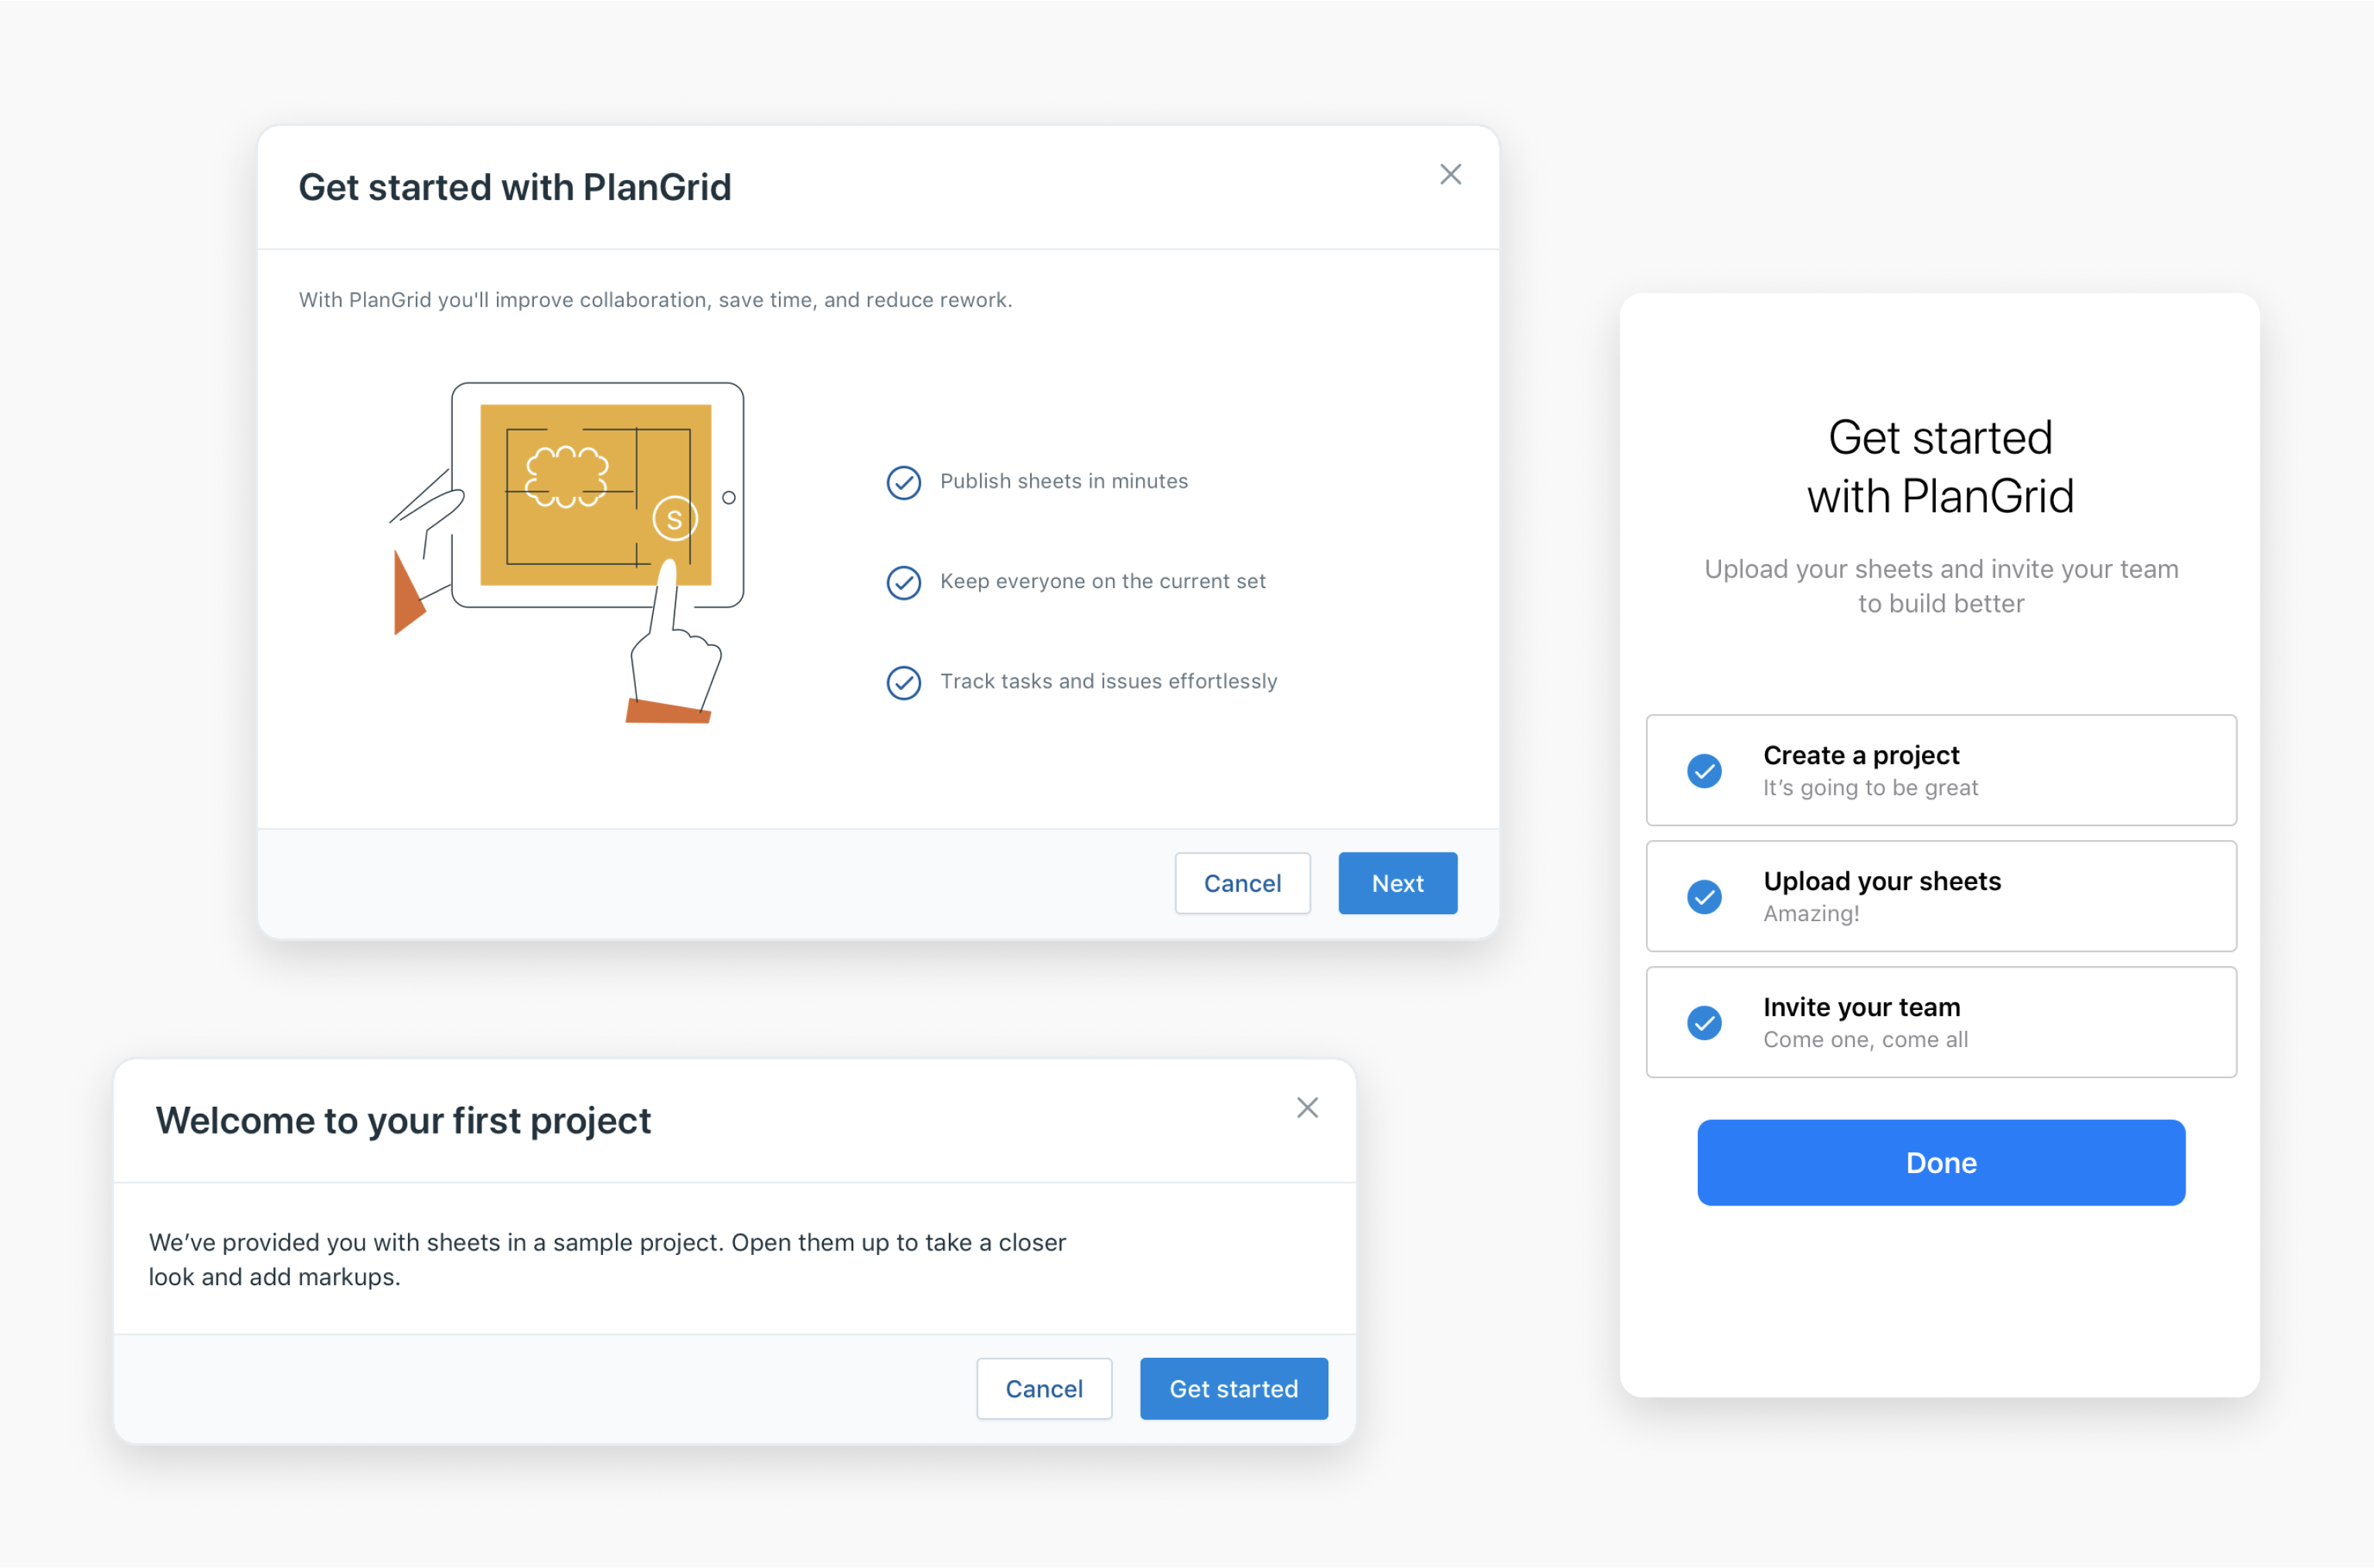 Get started with PlanGrid
With PlanGrid you'll improve collaboration, save time, and reduce rework.
S
Publish sheets in minutes
Keep everyone on the current set
Track tasks and issues effortlessly
Cancel
Next
Welcome to your first project
We’ve provided you with sheets in a sample project. Open them up to take a closer
look and add markups.
Cancel
Get started
Get started
with PlanGrid
Upload your sheets and invite your team
to build better
Create a project
It’s going to be great
Upload your sheets
Amazing!
Invite your team
Come one, come all
Done